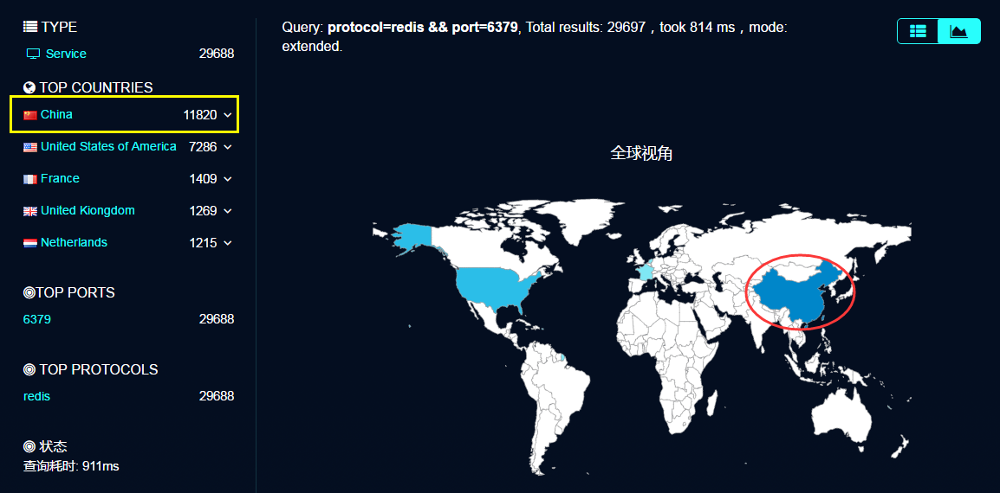 TYPE
Service 29688
TOP COUNTRIES
China 11820
United States of America 7286
France 1409
United Kiongdom 1269
Netherlands 1215
TOP PORTS
6379 29688
TOP PROTOCOLS
redis 29688
状态
查询耗时: 911ms
Query: protocol=redis && port=6379, Total results: 29697，took 814 ms，mode:
extended.
全球视角